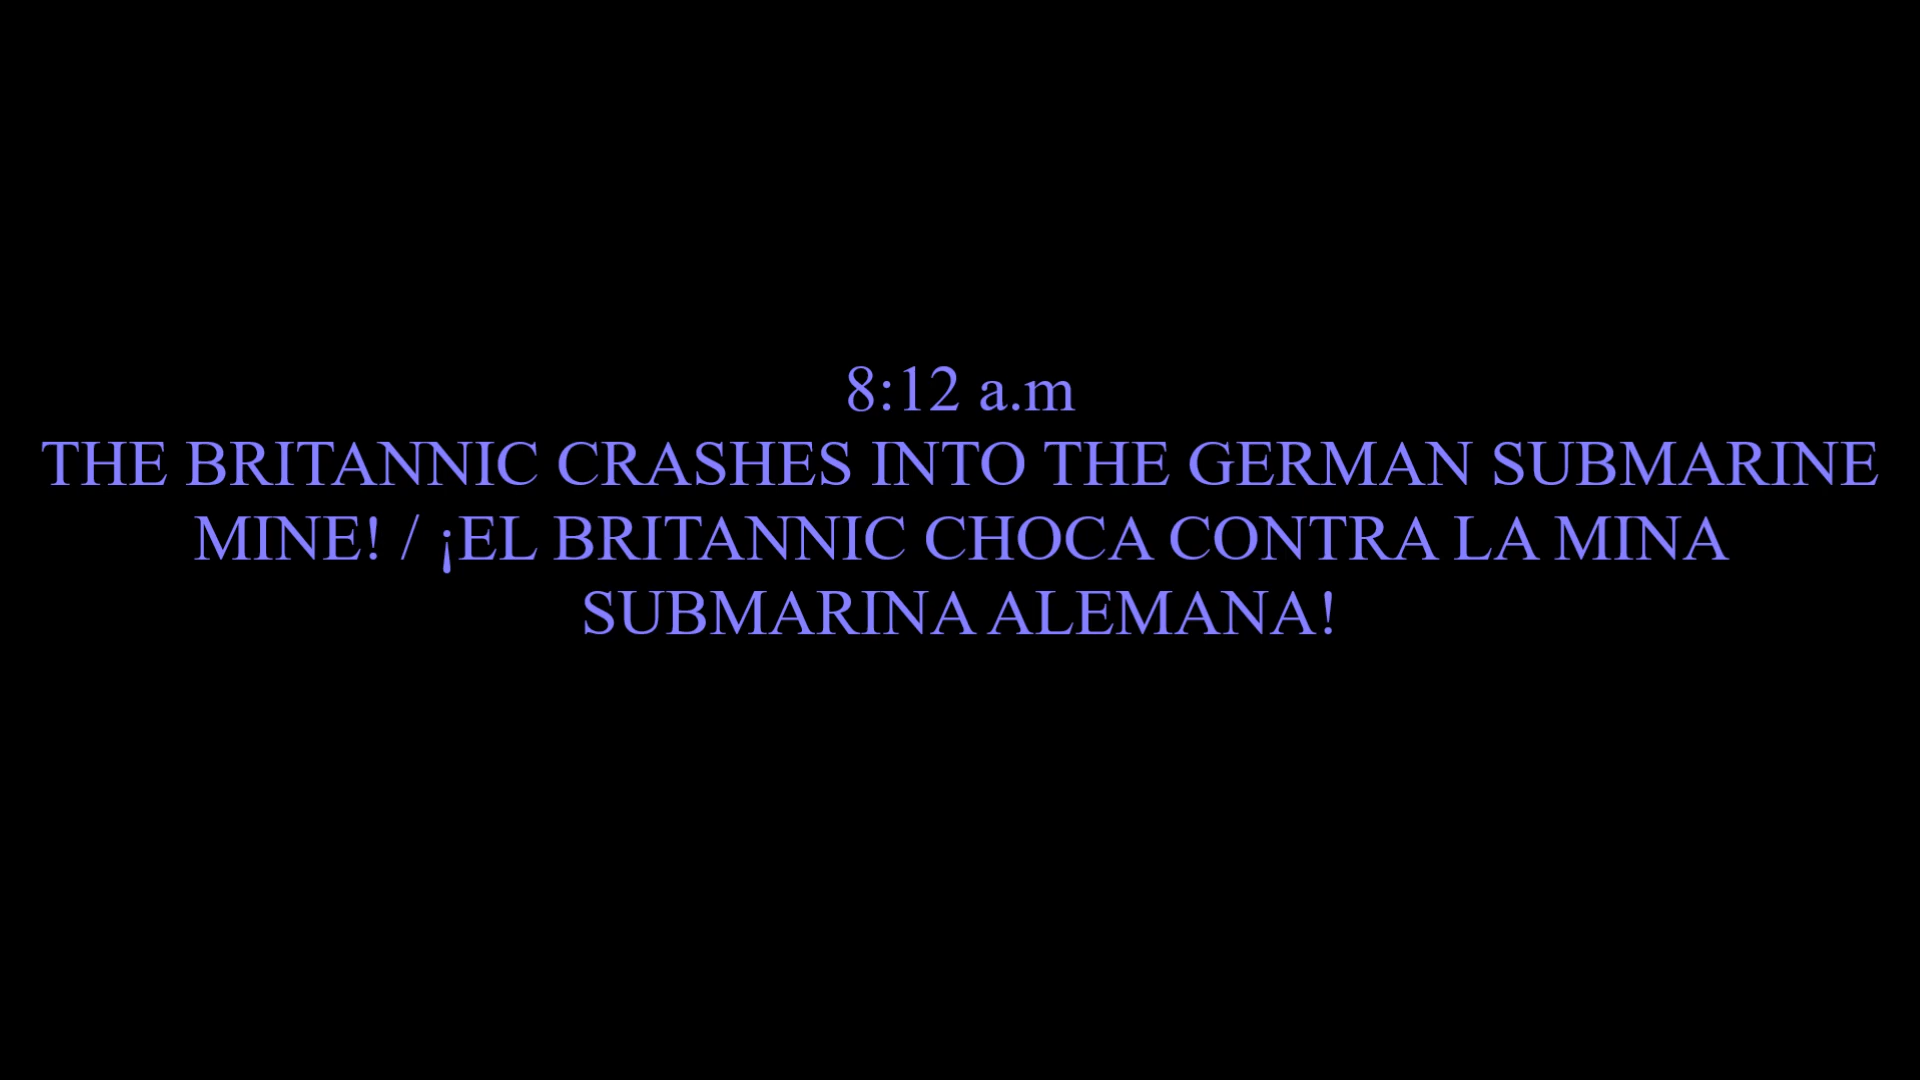 8:12 a.m
THE BRITANNIC CRASHES INTO THE GERMAN SUBMARINE
MINE! / ¡EL BRITANNIC CHOCA CONTRA LA MINA
SUBMARINA ALEMANA!